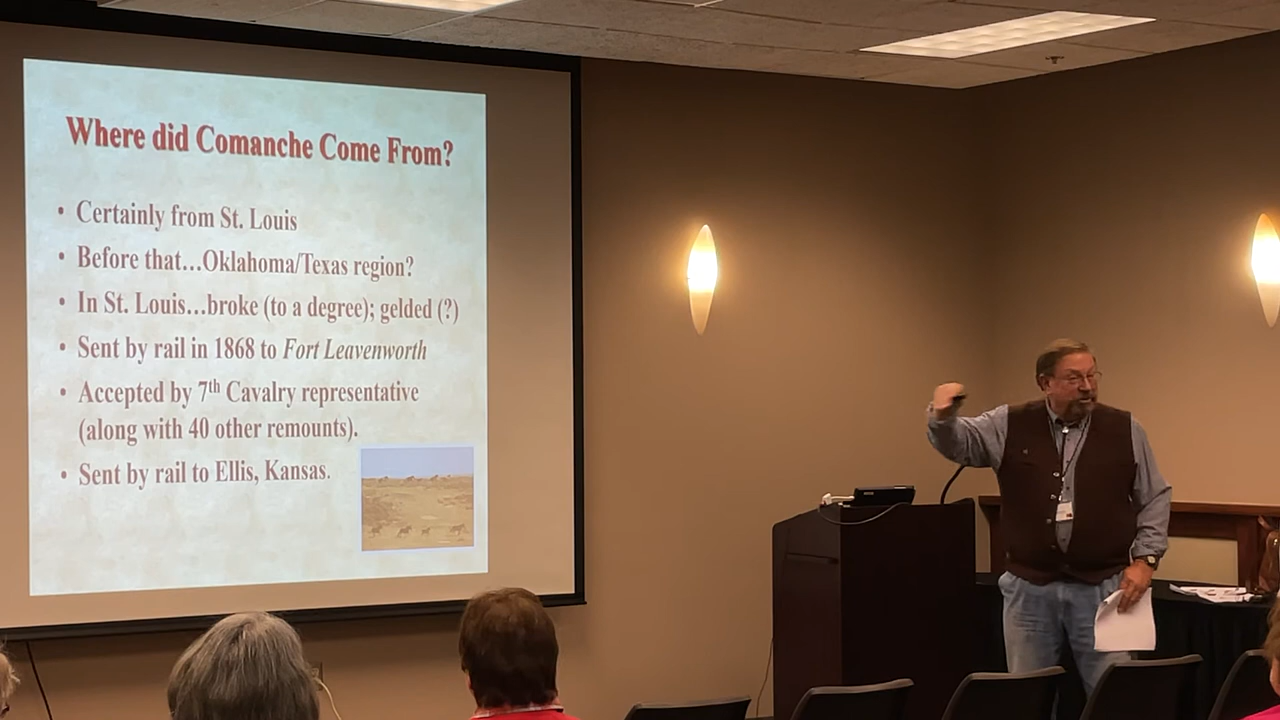 Where did Comanche Come From?
• Certainly from St. Louis
• Before that...Oklahoma/Texas region?
• In St. Louis...broke (to a degree); gelded (?)
• Sent by rail in 1868 to Fort Leavenworth
• Accepted by 7th Cavalry representative
(along with 40 other remounts).
• Sent by rail to Ellis, Kansas.